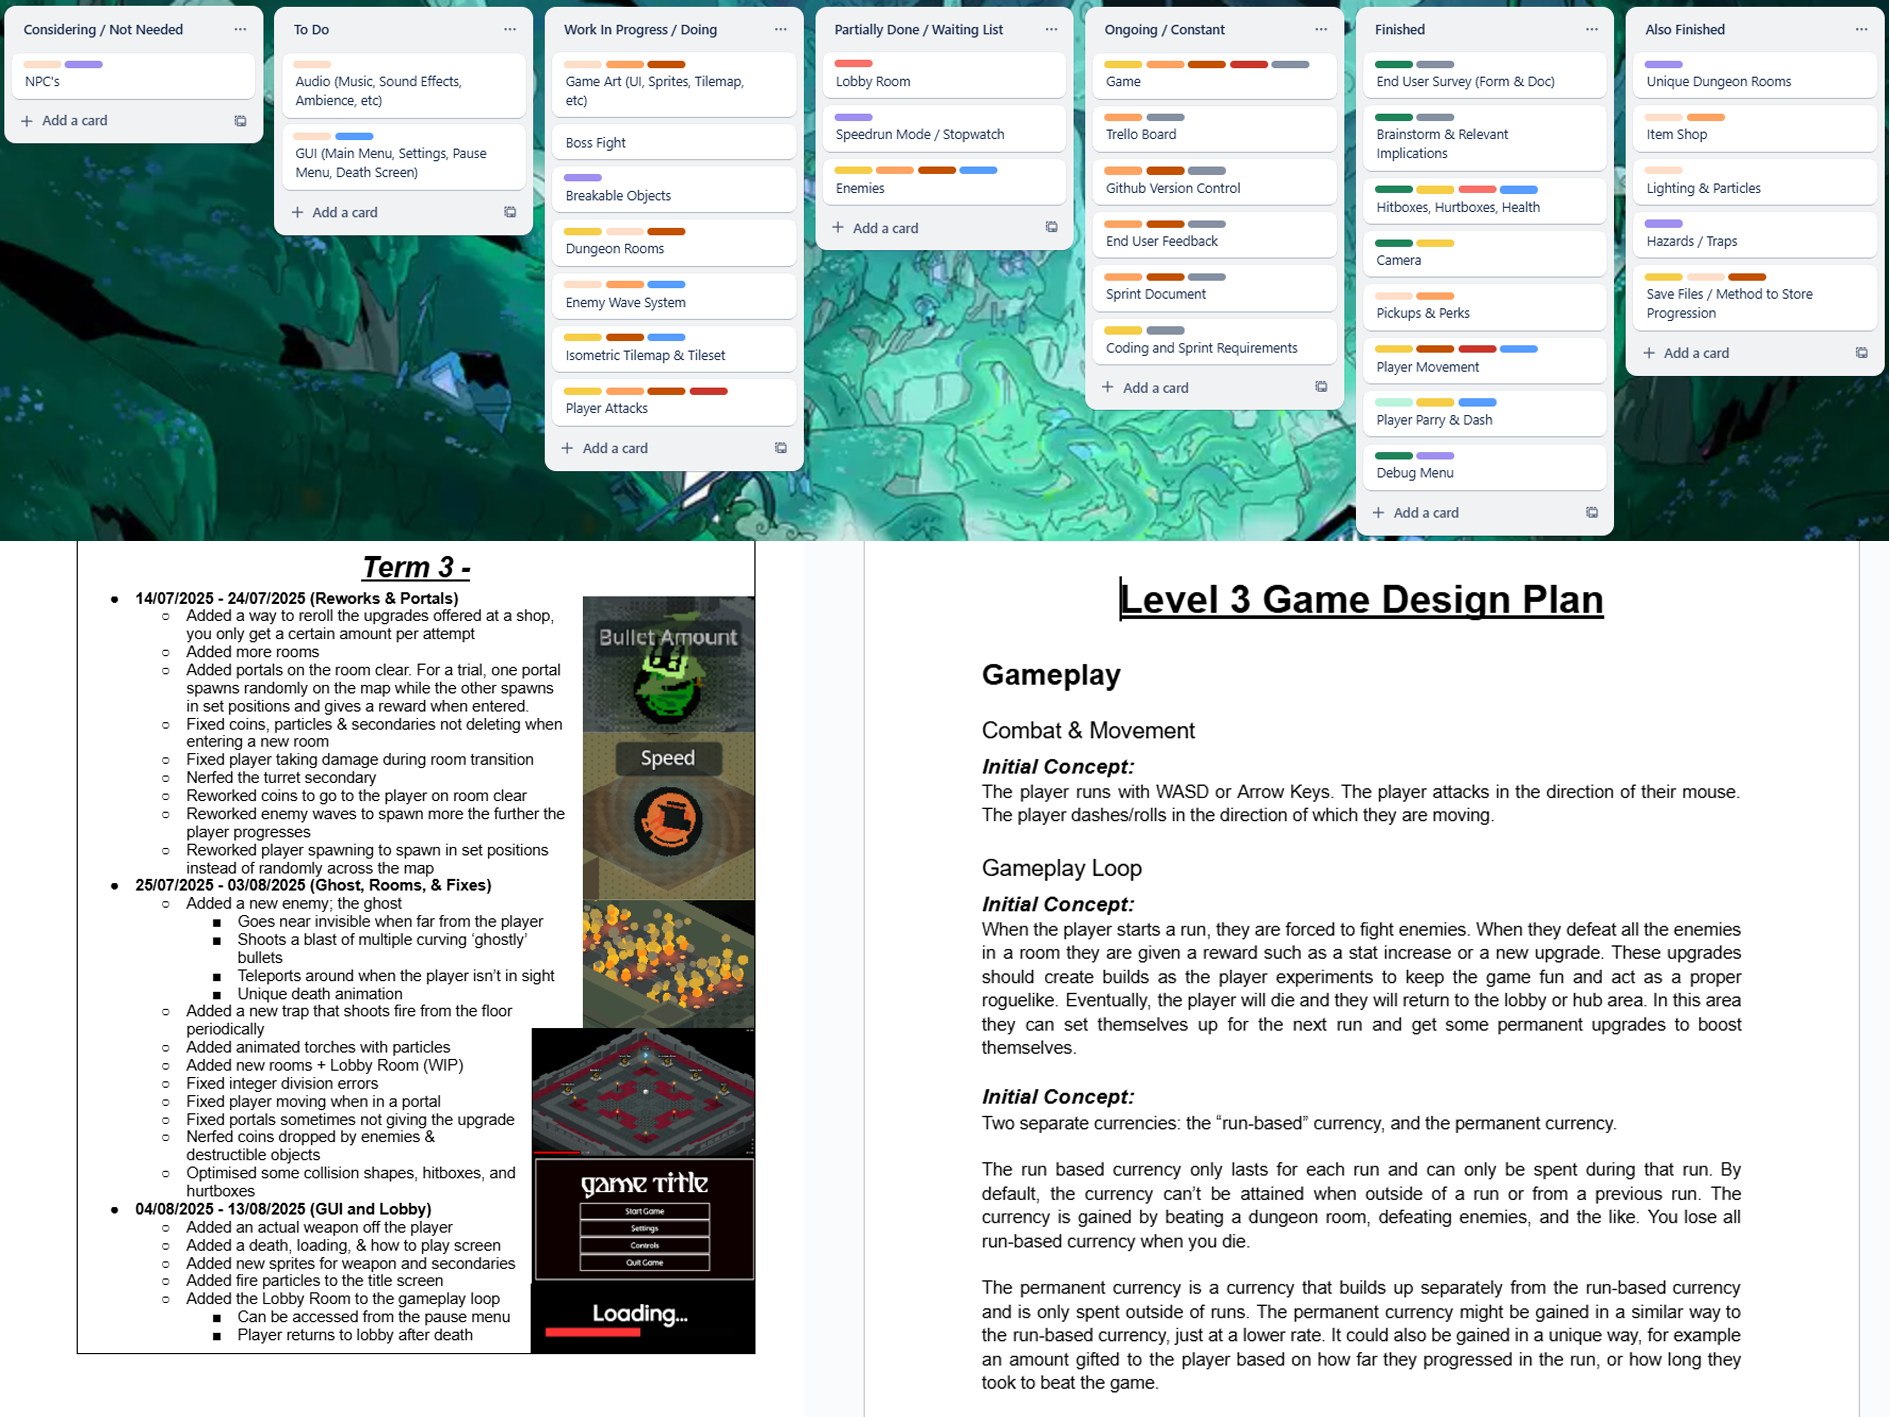 Considering / Not Needed
NPC's
Add a card
To Do
Audio (Music, Sound Effects,
Ambience, etc)
GUI (Main Menu, Settings, Pause
Menu, Death Screen)
Add a card
Work In Progress / Doing
Game Art (UI, Sprites, Tilemap,
etc)
Boss Fight
Breakable Objects
Dungeon Rooms
Enemy Wave System
Isometric Tilemap & Tileset
Player Attacks
Add a card
Partially Done / Waiting List
Lobby Room
Speedrun Mode / Stopwatch
Enemies
Add a card
Ongoing / Constant
Game
Trello Board
Github Version Control
End User Feedback
Sprint Document
Coding and Sprint Requirements
Add a card
Finished
End User Survey (Form & Doc)
Brainstorm & Relevant
Implications
Hitboxes, Hurtboxes, Health
Camera
Pickups & Perks
Player Movement
Player Parry & Dash
Debug Menu
Add a card
Also Finished
Unique Dungeon Rooms
Item Shop
Lighting & Particles
Hazards / Traps
Save Files / Method to Store
Progression
Add a card
Term 3 -
14/07/2025 - 24/07/2025 (Reworks & Portals)
Added a way to reroll the upgrades offered at a shop,
you only get a certain amount per attempt
Added more rooms
Added portals on the room clear. For a trial, one portal
spawns randomly on the map while the other spawns
in set positions and gives a reward when entered.
Fixed coins, particles & secondaries not deleting when
entering a new room
Fixed player taking damage during room transition
Nerfed the turret secondary
Reworked coins to go to the player on room clear
Reworked enemy waves to spawn more the further the
player progresses
Reworked player spawning to spawn in set positions
instead of randomly across the map
25/07/2025 - 03/08/2025 (Ghost, Rooms, & Fixes)
Added a new enemy; the ghost
Goes near invisible when far from the player
Shoots a blast of multiple curving ‘ghostly’
bullets
Teleports around when the player isn’t in sight
Unique death animation
Added a new trap that shoots fire from the floor
periodically
Added animated torches with particles
Added new rooms + Lobby Room (WIP)
Fixed integer division errors
Fixed player moving when in a portal
Fixed portals sometimes not giving the upgrade
Nerfed coins dropped by enemies &
destructible objects
Optimised some collision shapes, hitboxes, and
hurtboxes
04/08/2025 - 13/08/2025 (GUI and Lobby)
Added an actual weapon off the player
Added a death, loading, & how to play screen
Added new sprites for weapon and secondaries
Added fire particles to the title screen
Added the Lobby Room to the gameplay loop
Can be accessed from the pause menu
Player returns to lobby after death
Bullet Amount
Speed
game title
Start Game
Settings
Controls
Quit Game
Loading...
Level 3 Game Design Plan
Gameplay
Combat & Movement
Initial Concept:
The player runs with WASD or Arrow Keys. The player attacks in the direction of their mouse.
The player dashes/rolls in the direction of which they are moving.
Gameplay Loop
Initial Concept:
When the player starts a run, they are forced to fight enemies. When they defeat all the enemies
in a room they are given a reward such as a stat increase or a new upgrade. These upgrades
should create builds as the player experiments to keep the game fun and act as a proper
roguelike. Eventually, the player will die and they will return to the lobby or hub area. In this area
they can set themselves up for the next run and get some permanent upgrades to boost
themselves.
Initial Concept:
Two separate currencies: the “run-based” currency, and the permanent currency.
The run based currency only lasts for each run and can only be spent during that run. By
default, the currency can’t be attained when outside of a run or from a previous run. The
currency is gained by beating a dungeon room, defeating enemies, and the like. You lose all
run-based currency when you die.
The permanent currency is a currency that builds up separately from the run-based currency
and is only spent outside of runs. The permanent currency might be gained in a similar way to
the run-based currency, just at a lower rate. It could also be gained in a unique way, for example
an amount gifted to the player based on how far they progressed in the run, or how long they
took to beat the game.